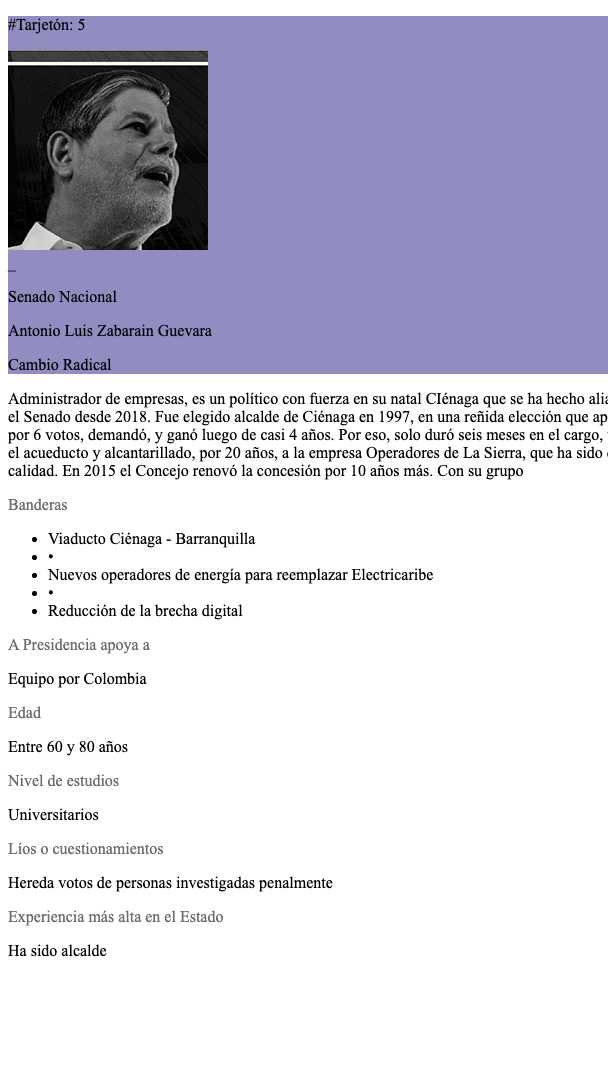 #Tarjetón: 5
_
Senado Nacional
Antonio Luis Zabarain Guevara
Cambio Radical
Administrador de empresas, es un político con fuerza en su natal CIénaga que se ha hecho
el Senado desde 2018. Fue elegido alcalde de Ciénaga en 1997, en una reñida elección que
por 6 votos, demandó, y ganó luego de casi 4 años. Por eso, solo duró seis meses en el cargo,
el acueducto y alcantarillado, por 20 años, a la empresa Operadores de La Sierra, que ha sido
calidad. En 2015 el Concejo renovó la concesión por 10 años más. Con su grupo
Banderas
• Viaducto Ciénaga - Barranquilla
• •
• Nuevos operadores de energía para reemplazar Electricaribe
• •
• Reducción de la brecha digital
A Presidencia apoya a
Equipo por Colombia
Edad
Entre 60 y 80 años
Nivel de estudios
Universitarios
Líos o cuestionamientos
Hereda votos de personas investigadas penalmente
Experiencia más alta en el Estado
Ha sido alcalde